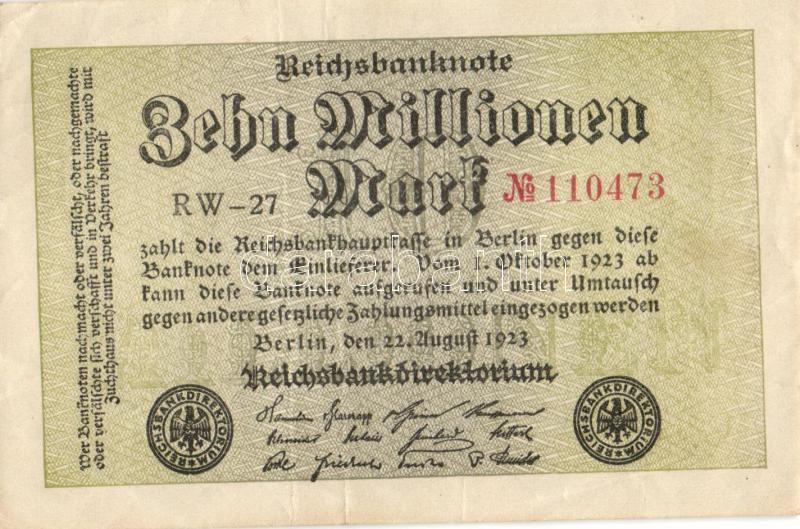 Reichsbanknote
Zehn Millionen
Mark
RW-27
№ 110473
zahlt die Reichsbankhauptkasse in Berlin gegen diese
Banknote dem Einlieferer. Vom 1. Oktober 1923 ab
kann diese Banknote aufgerufen und unter Umtausch
gegen andere gesetzliche Zahlungsmittel eingezogen werden
Berlin, den 22. August 1923
Reichsbankdirektorium
REICHSBANKDIREKTORIUM
REICHSBANKDIREKTORIUM
Wer Banknoten nachmacht oder verfälscht, oder nachgemachte
oder verfälschte sich verschafft und in Verkehr bringt, wird mit
Zuchthaus nicht unter zwei Jahren bestraft